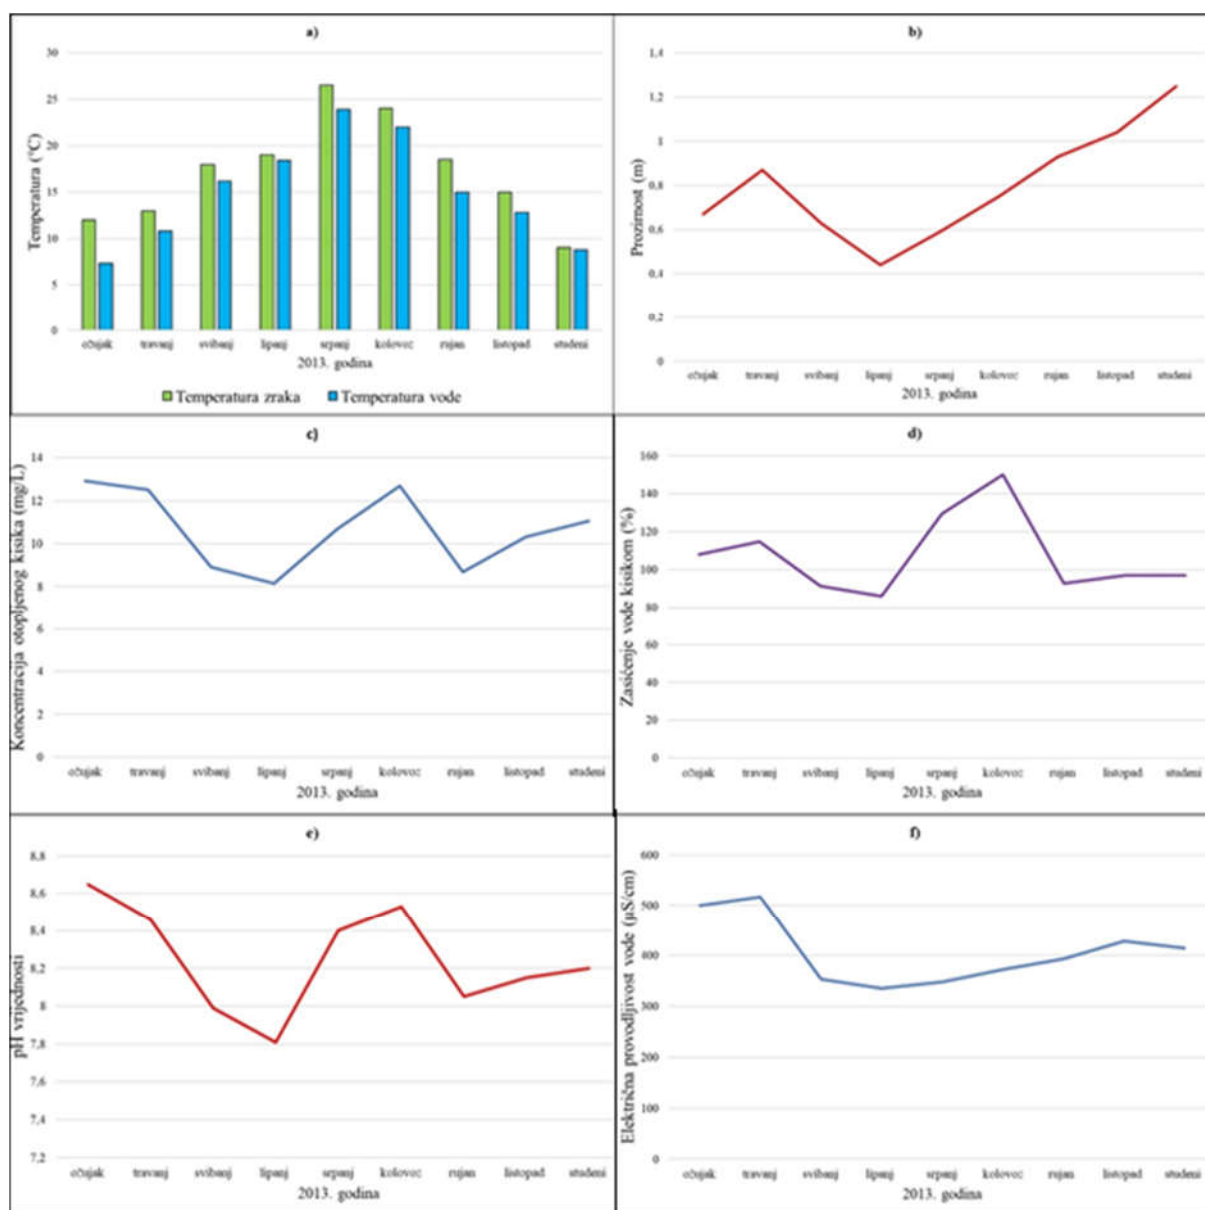 a)
Temperatura (°C)
30
25
20
15
10
5
0
ožujak travanj svibanj lipanj srpanj kolovoz rujan listopad studeni
2013. godina
Temperatura zraka Temperatura vode
b)
Prozirnost (m)
1,4
1,2
1
0,8
0,6
0,4
0,2
0
ožujak travanj svibanj lipanj srpanj kolovoz rujan listopad studeni
2013. godina
c)
Koncentracija otopljenog kisika (mg/L)
14
12
10
8
6
4
2
0
ožujak travanj svibanj lipanj srpanj kolovoz rujan listopad studeni
2013. godina
d)
Zasićenje vode kisikom (%)
160
140
120
100
80
60
40
20
0
ožujak travanj svibanj lipanj srpanj kolovoz rujan listopad studeni
2013. godina
e)
pH vrijednosti
8,8
8,6
8,4
8,2
8
7,8
7,6
7,4
7,2
ožujak travanj svibanj lipanj srpanj kolovoz rujan listopad studeni
2013. godina
f)
Električna provodljivost vode (µS/cm)
600
500
400
300
200
100
0
ožujak travanj svibanj lipanj srpanj kolovoz rujan listopad studeni
2013. godina